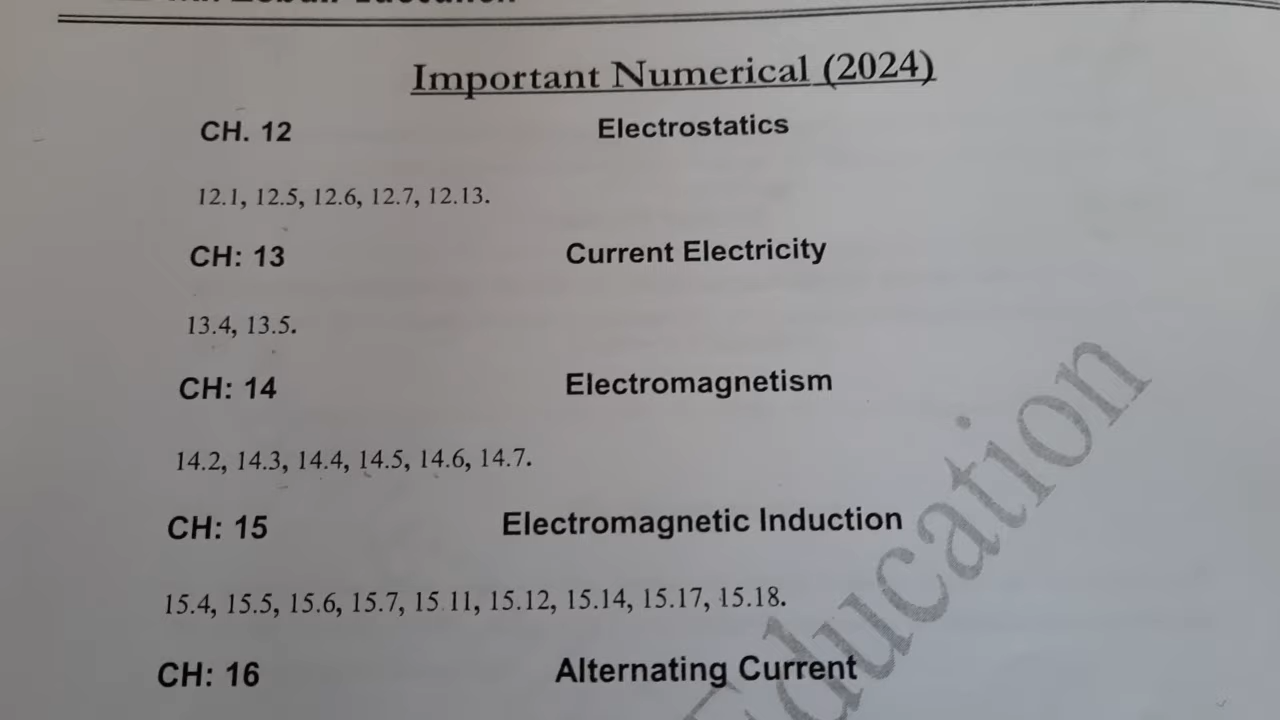 Important Numerical (2024)
CH. 12 Electrostatics
12.1, 12.5, 12.6, 12.7, 12.13.
CH: 13 Current Electricity
13.4, 13.5.
CH: 14 Electromagnetism
14.2, 14.3, 14.4, 14.5, 14.6, 14.7.
CH: 15 Electromagnetic Induction
15.4, 15.5, 15.6, 15.7, 15.11, 15.12, 15.14, 15.17, 15.18.
CH: 16 Alternating Current
Education